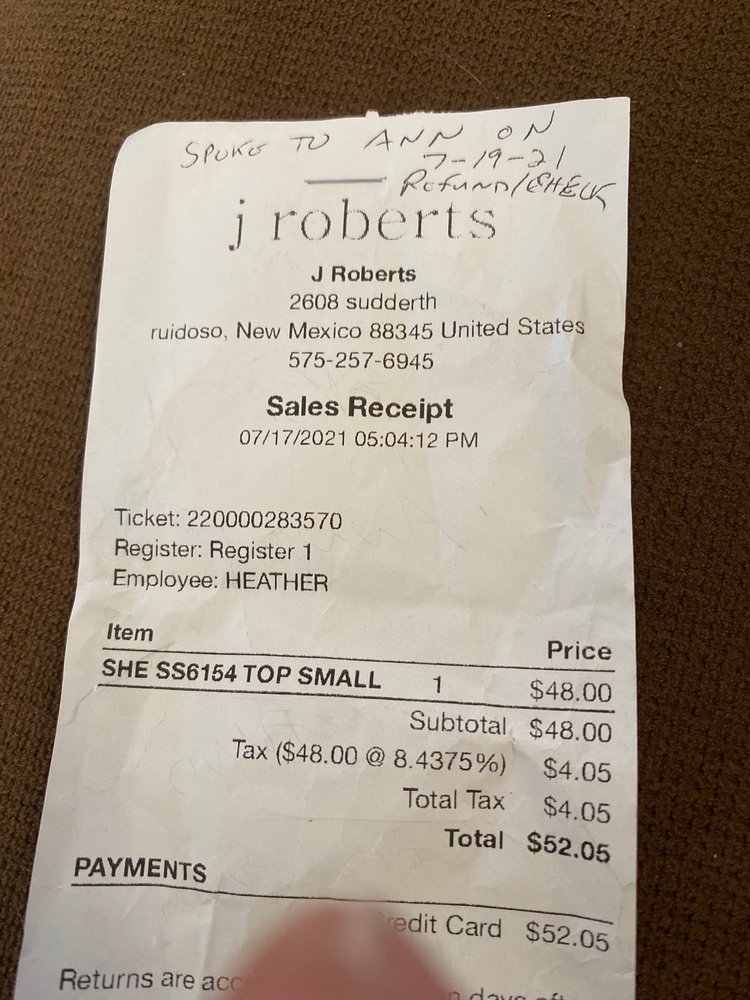 SPOKE TO ANN ON
7-19-21
REFUND/CHECK
j roberts
J Roberts
2608 sudderth
ruidoso, New Mexico 88345 United States
575-257-6945
Sales Receipt
07/17/2021 05:04:12 PM
Ticket: 220000283570
Register: Register 1
Employee: HEATHER
Item Price
SHE SS6154 TOP SMALL 1 $48.00
Subtotal $48.00
Tax ($48.00 @ 8.4375%) $4.05
Total Tax $4.05
Total $52.05
PAYMENTS
redit Card $52.05
Returns are acc